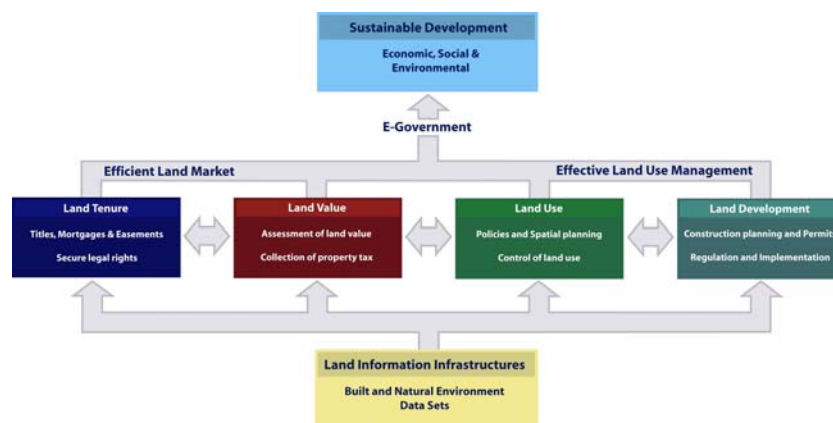 Sustainable Development
Economic, Social &
Environmental
E-Government
Efficient Land Market
Effective Land Use Management
Land Tenure
Titles, Mortgages & Easements
Secure legal rights
Land Value
Assessment of land value
Collection of property tax
Land Use
Policies and Spatial planning
Control of land use
Land Development
Construction planning and Permit
Regulation and Implementation
Land Information Infrastructures
Built and Natural Environment
Data Sets